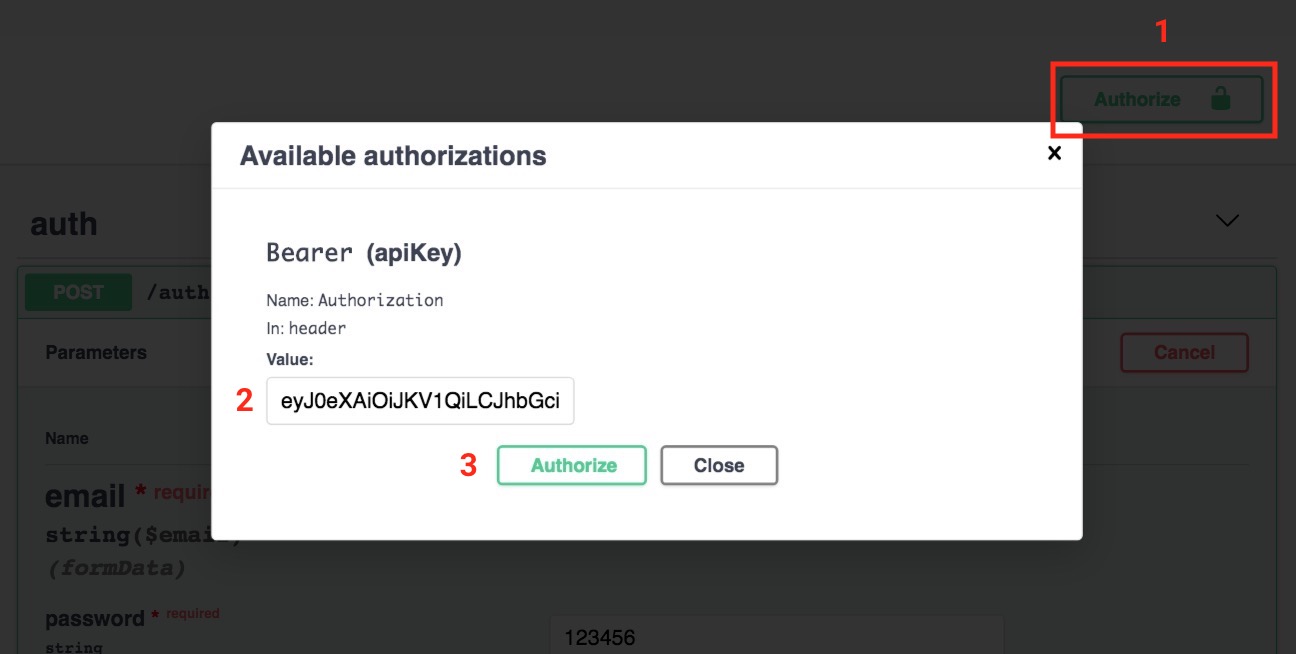 1
Authorize
Available authorizations
×
auth
Bearer (apiKey)
POST /auth
Name: Authorization
In: header
Parameters
Value:
Cancel
2 eyJ0eXAiOiJKV1QiLCJhbGci
Name
3 Authorize Close
email * requir
string($email)
(formData)
password * required
string
123456